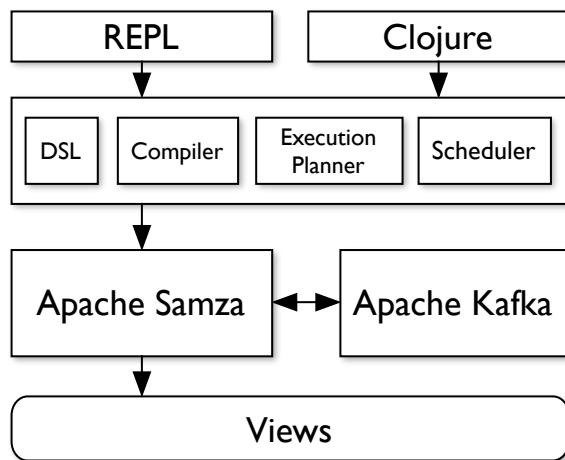 REPL
Clojure
DSL
Compiler
Execution
Planner
Scheduler
Apache Samza
Apache Kafka
Views